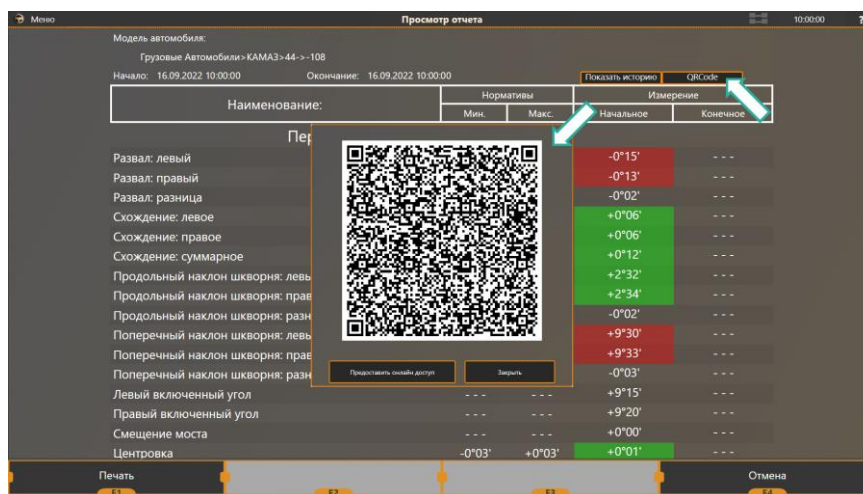 Меню Просмотр отчета 10:00:00 ?
Модель автомобиля:
Грузовые Автомобили>КАМАЗ>44->-108
Начало: 16.09.2022 10:00:00 Окончание: 16.09.2022 10:00:00 Показать историю QRCode
Наименование: Нормативы Измерение
Мин. Макс. Начальное Конечное
Пер
Развал: левый -0°15' - - -
Развал: правый -0°13' - - -
Развал: разница -0°02' - - -
Схождение: левое +0°06' - - -
Схождение: правое +0°06' - - -
Схождение: суммарное +0°12' - - -
Продольный наклон шкворня: левы +2°32' - - -
Продольный наклон шкворня: прав +2°34' - - -
Продольный наклон шкворня: разн -0°02' - - -
Поперечный наклон шкворня: левы +9°30' - - -
Поперечный наклон шкворня: прав +9°33' - - -
Поперечный наклон шкворня: разн -0°03' - - -
Предоставить онлайн доступ Закрыть
Левый включенный угол - - - - - - +9°15' - - -
Правый включенный угол - - - - - - +9°20' - - -
Смещение моста - - - - - - +0°00' - - -
Центровка -0°03' +0°03' +0°01' - - -
Печать Отмена
F1 F2 F3 F4